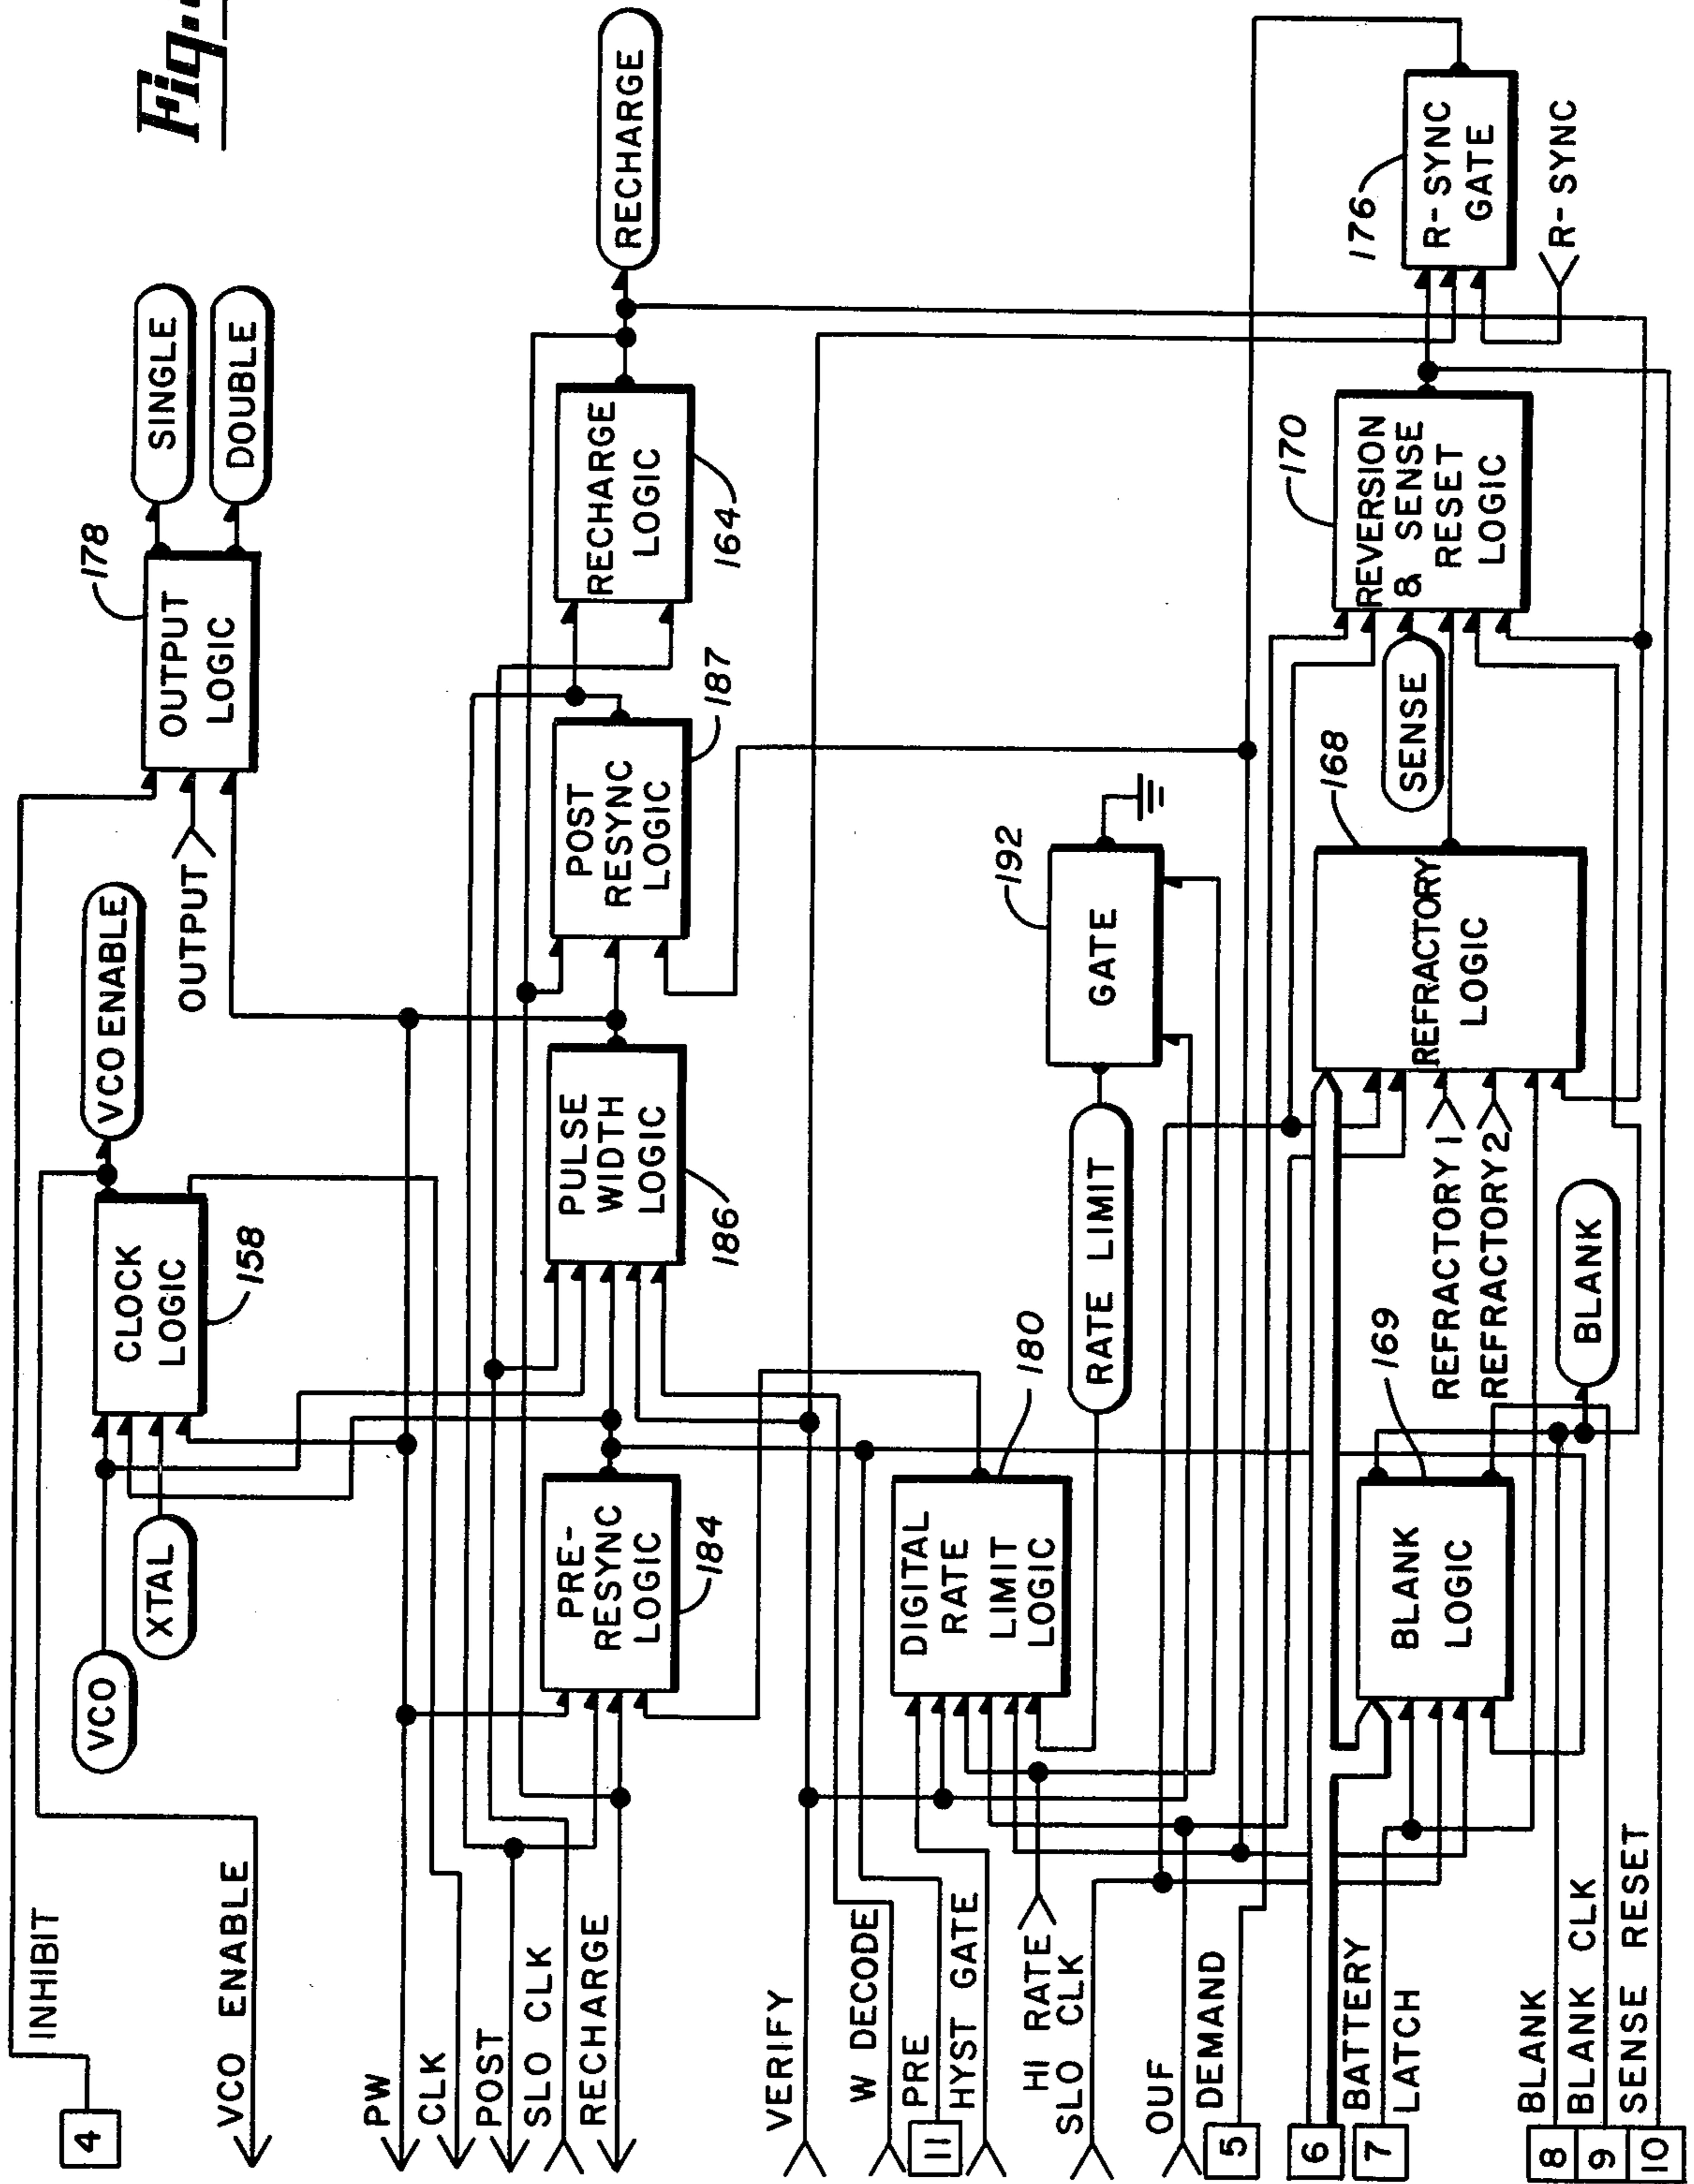 Fig.
INHIBIT
4
VCO ENABLE
VCO
XTAL
CLOCK
LOGIC
158
VCO ENABLE
OUTPUT
OUTPUT
LOGIC
178
SINGLE
DOUBLE
PW
CLK
POST
SLO CLK
RECHARGE
PRE-
RESYNC
LOGIC
184
PULSE
WIDTH
LOGIC
186
POST
RESYNC
LOGIC
187
RECHARGE
LOGIC
164
RECHARGE
VERIFY
W DECODE
PRE
11
HYST GATE
HI RATE
SLO CLK
OUF
DEMAND
5
DIGITAL
RATE
LIMIT
LOGIC
180
RATE LIMIT
GATE
192
6
BATTERY
7
LATCH
BLANK
LOGIC
169
BLANK
REFRACTORY 1
REFRACTORY 2
REFRACTORY
LOGIC
168
SENSE
REVERSION
& SENSE
RESET
LOGIC
170
R-SYNC
GATE
176
R-SYNC
BLANK
8
BLANK CLK
9
SENSE RESET
10